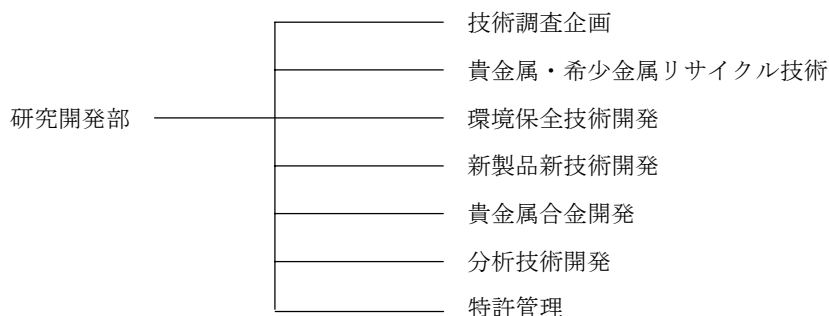 技術調査企画
貴金属・希少金属リサイクル技術
研究開発部
環境保全技術開発
新製品新技術開発
貴金属合金開発
分析技術開発
特許管理